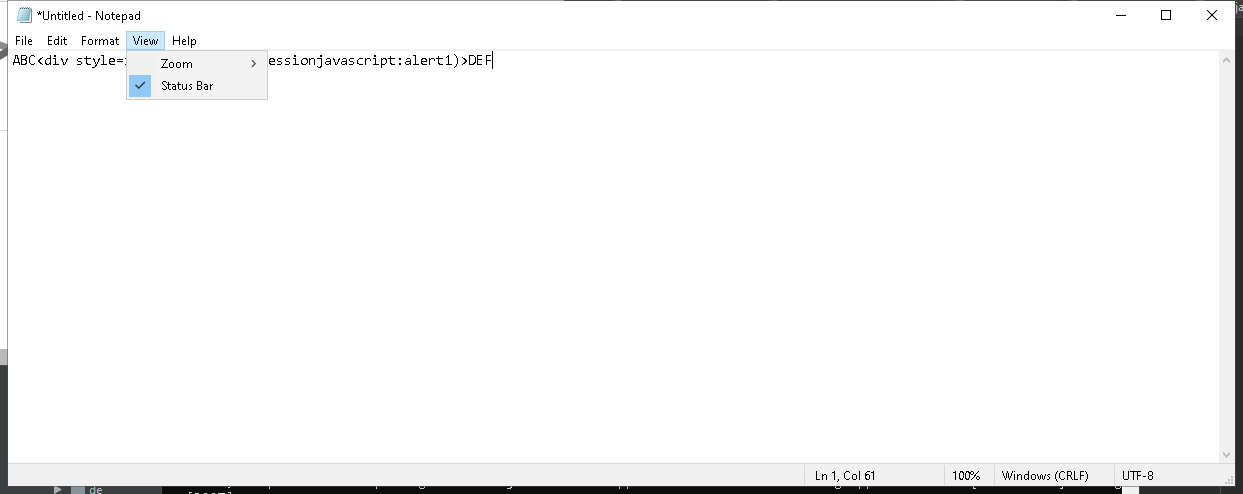 *Untitled - Notepad
File Edit Format View Help
ABC<div style= essionjavascript:alert1)>DEF
Zoom
Status Bar
Ln 1, Col 61 100% Windows (CRLF) UTF-8
de